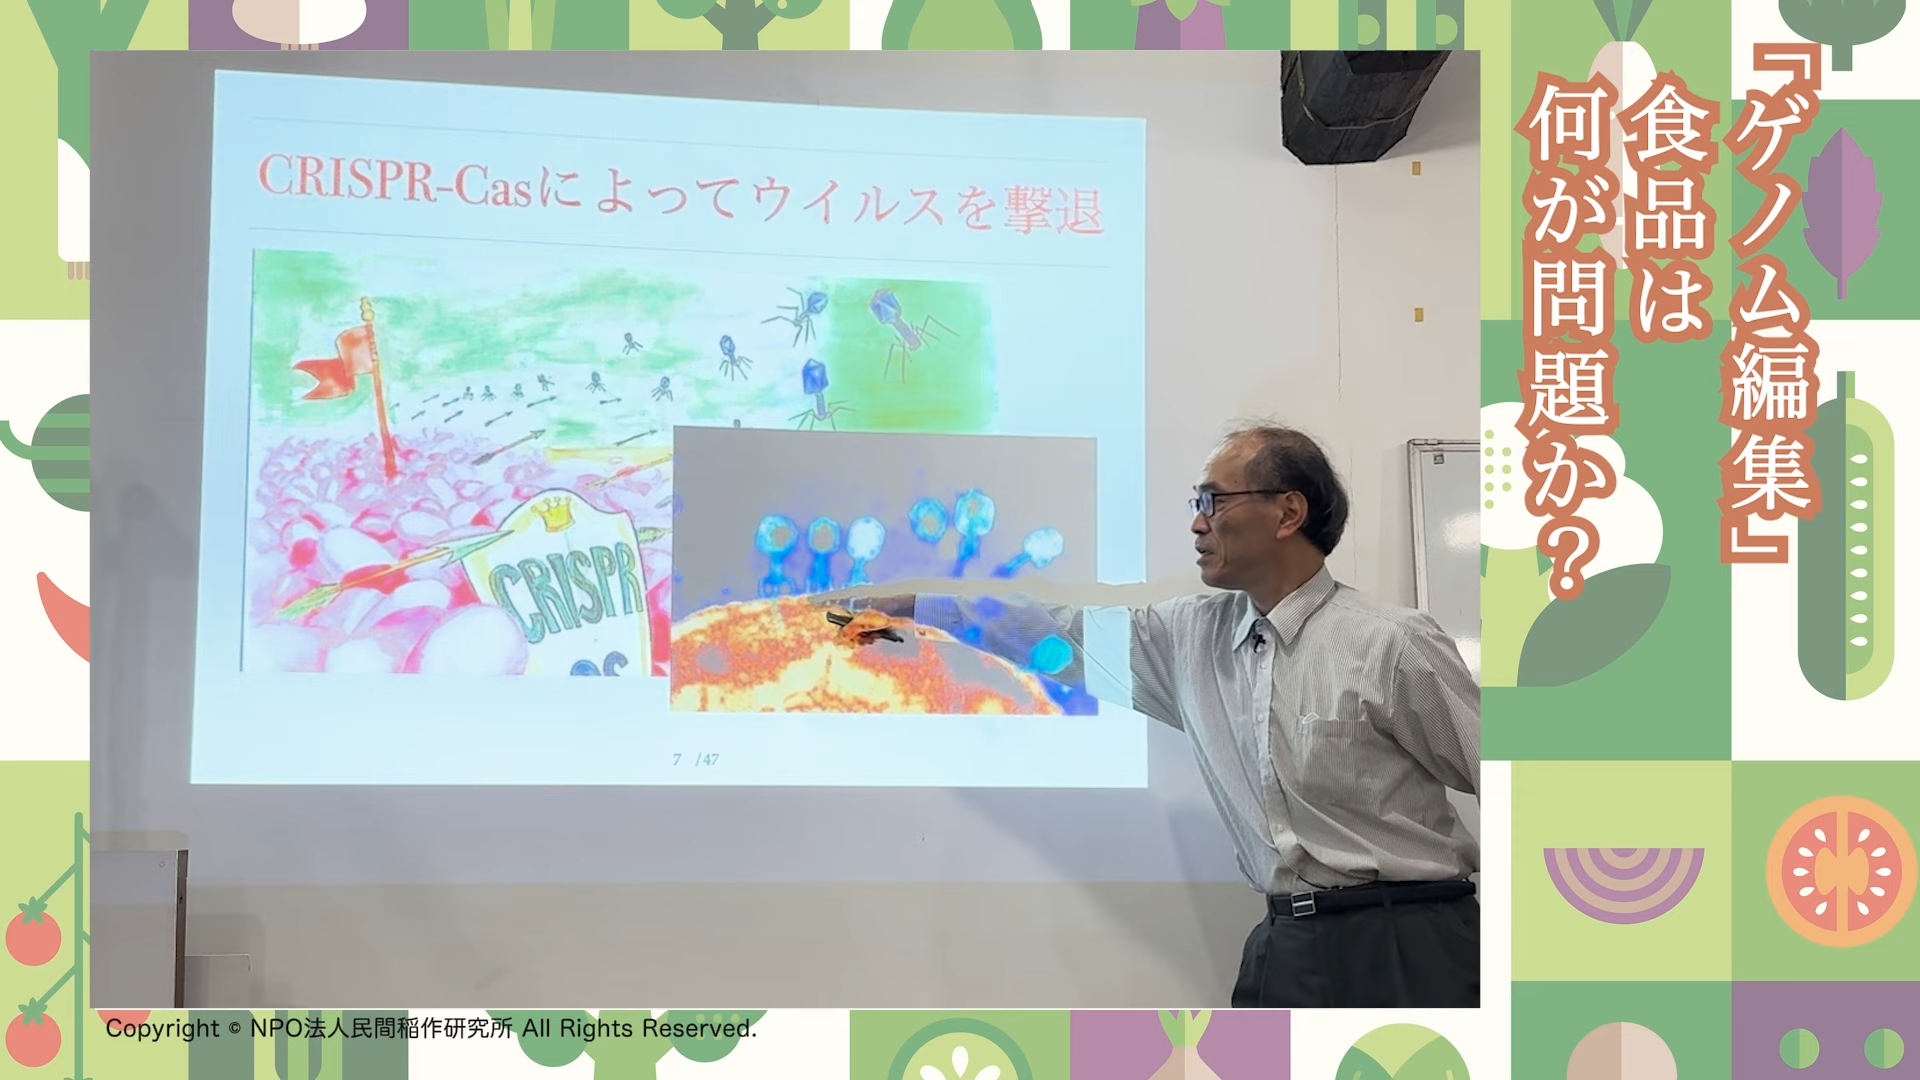 『ゲノム編集』
食品は
何が問題か?
CRISPR-Casによってウイルスを撃退
CRISPR
7 /47
Copyright © NPO法人民間稲作研究所 All Rights Reserved.